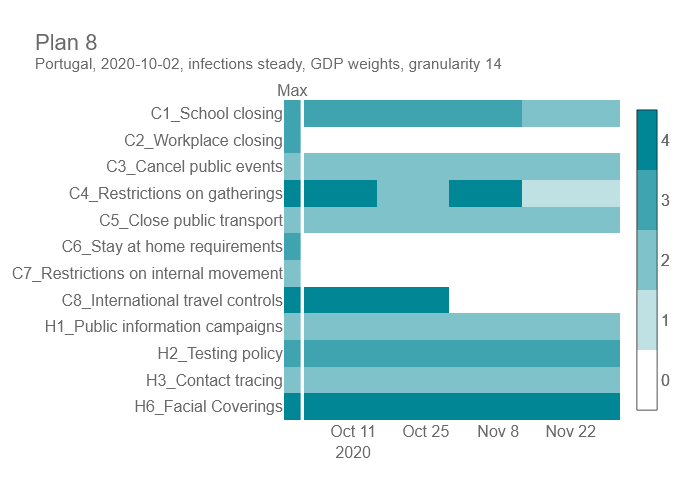 Plan 8
Portugal, 2020-10-02, infections steady, GDP weights, granularity 14
Max
C1_School closing
C2_Workplace closing
C3_Cancel public events
C4_Restrictions on gatherings
C5_Close public transport
C6_Stay at home requirements
C7_Restrictions on internal movement
C8_International travel controls
H1_Public information campaigns
H2_Testing policy
H3_Contact tracing
H6_Facial Coverings
4
3
2
1
0
Oct 11 Oct 25 Nov 8 Nov 22
2020